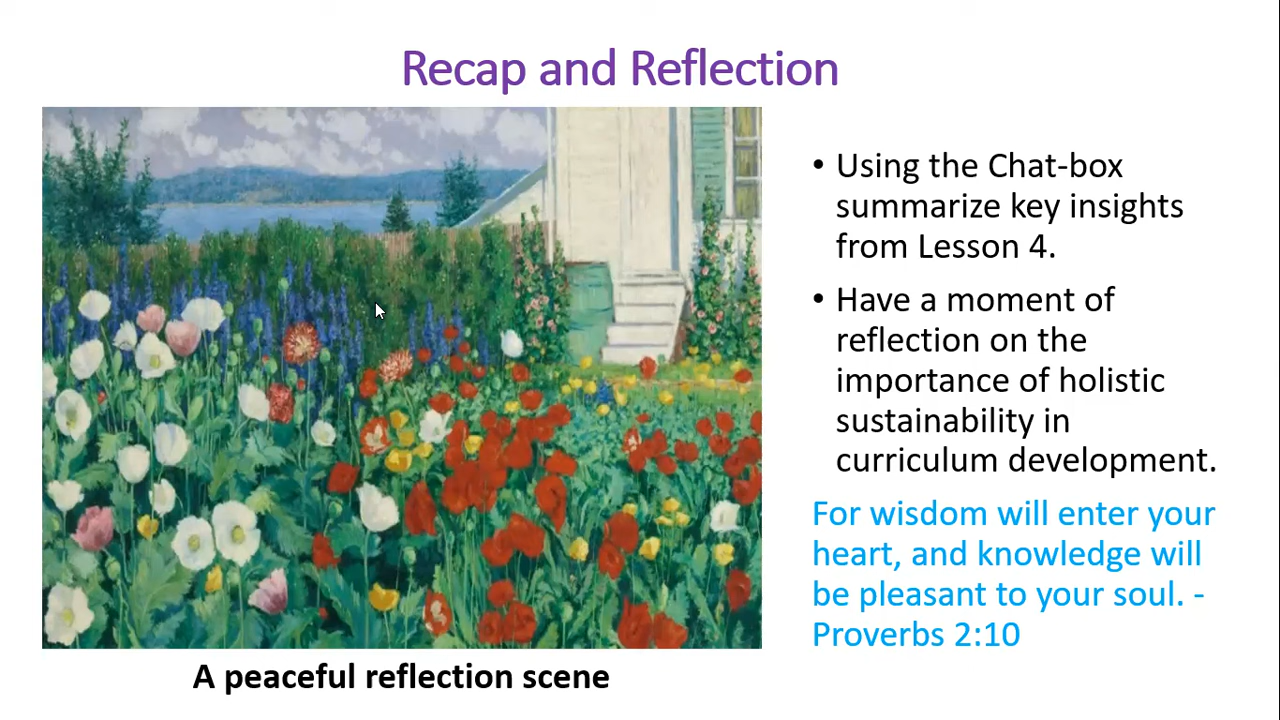 Recap and Reflection
• Using the Chat-box
summarize key insights
from Lesson 4.
• Have a moment of
reflection on the
importance of holistic
sustainability in
curriculum development.
For wisdom will enter your
heart, and knowledge will
be pleasant to your soul. -
Proverbs 2:10
A peaceful reflection scene